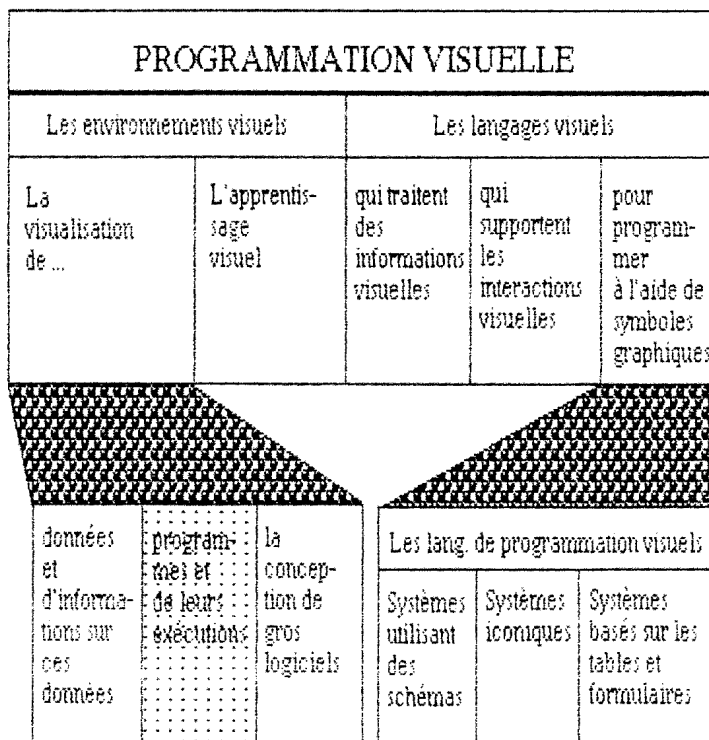 PROGRAMMATION VISUELLE
Les environnements visuels
Les langages visuels
La
visualisation
de ...
L'apprentis-
sage
visuel
qui traitent
des
informations
visuelles
qui
supportent
les
interactions
visuelles
pour
program-
mer
à l'aide de
symboles
graphiques
données
et
d'informa-
tions sur
ces
données
program-
mes et
de leurs
exécutions
la
concep-
tion de
gros
logiciels
Les lang. de programmation visuels
Systèmes
utilisant
des
schémas
Systèmes
iconiques
Systèmes
basés sur les
tables et
formulaires